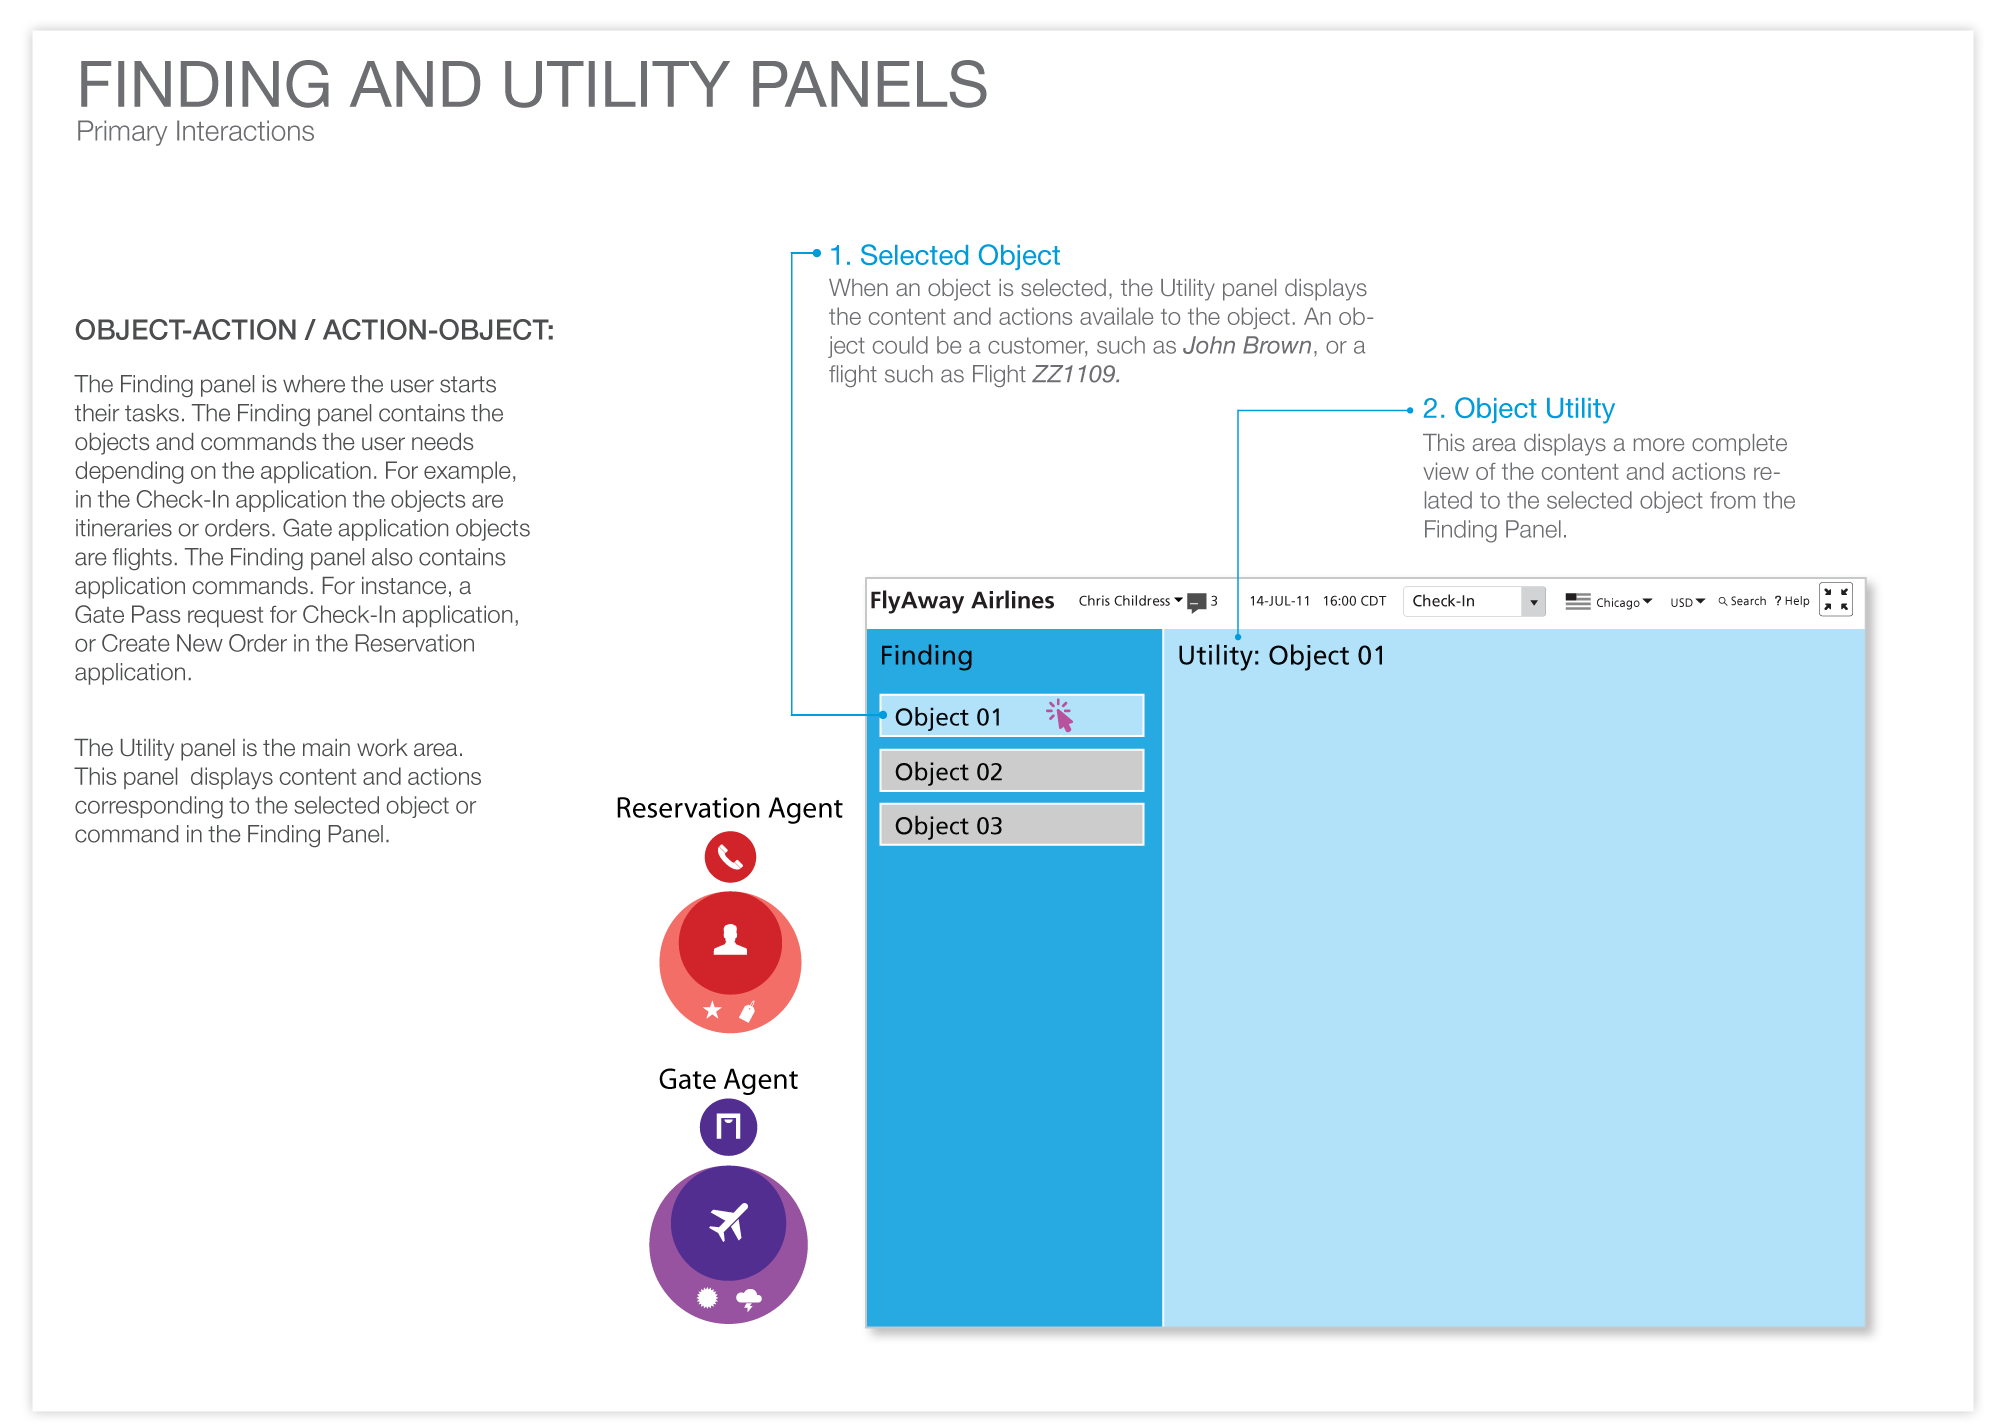 FINDING AND UTILITY PANELS
Primary Interactions
OBJECT-ACTION / ACTION-OBJECT:
The Finding panel is where the user starts
their tasks. The Finding panel contains the
objects and commands the user needs
depending on the application. For example,
in the Check-In application the objects are
itineraries or orders. Gate application objects
are flights. The Finding panel also contains
application commands. For instance, a
Gate Pass request for Check-In application,
or Create New Order in the Reservation
application.
The Utility panel is the main work area.
This panel  displays content and actions
corresponding to the selected object or
command in the Finding Panel.
1. Selected Object
When an object is selected, the Utility panel displays
the content and actions availale to the object. An ob-
ject could be a customer, such as John Brown, or a
flight such as Flight ZZ1109.
2. Object Utility
This area displays a more complete
view of the content and actions re-
lated to the selected object from the
Finding Panel.
Reservation Agent
Gate Agent
FlyAway Airlines Chris Childress 3 14-JUL-11 16:00 CDT Check-In Chicago USD Search ? Help
Finding
Object 01
Object 02
Object 03
Utility: Object 01